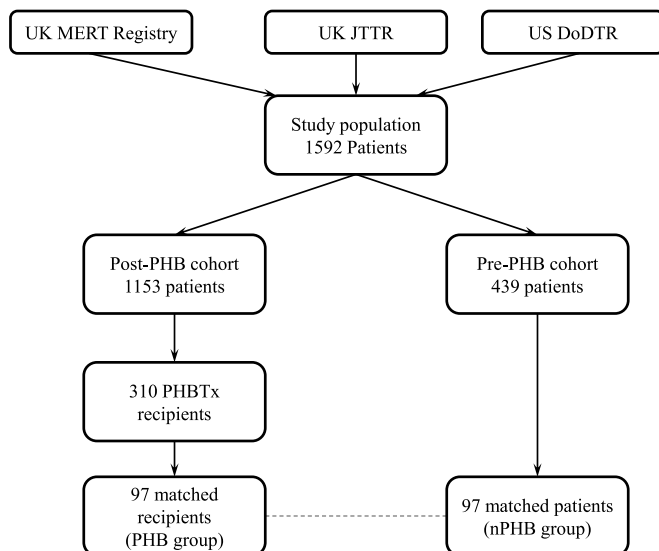 UK MERT Registry
UK JTTR
US DoDTR
Study population
1592 Patients
Post-PHB cohort
1153 patients
Pre-PHB cohort
439 patients
310 PHBTx
recipients
97 matched
recipients
(PHB group)
97 matched patients
(nPHB group)